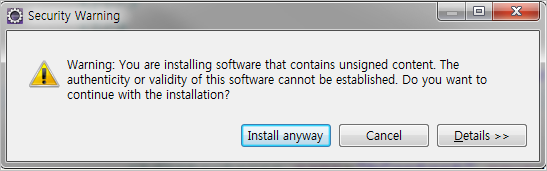 Security Warning
Warning: You are installing software that contains unsigned content. The
authenticity or validity of this software cannot be established. Do you want to
continue with the installation?
Install anyway
Cancel
Details >>